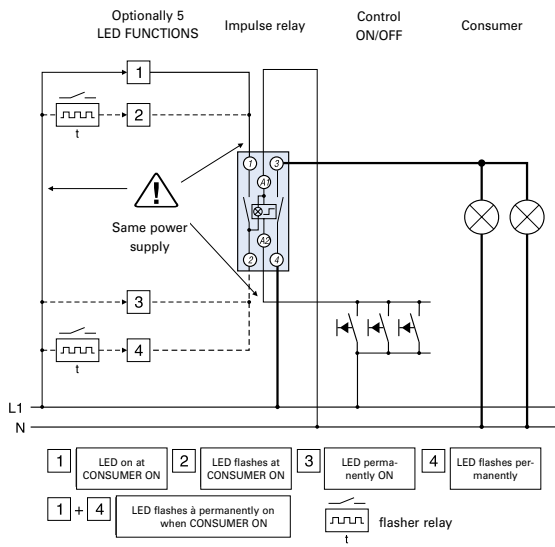 Optionally 5
LED FUNCTIONS
Impulse relay
Control
ON/OFF
Consumer
1
2
t
1
3
A1
Same power
supply
A2
2
4
3
4
t
L1
N
1
LED on at
CONSUMER ON
2
LED flashes at
CONSUMER ON
3
LED perma-
nently ON
4
LED flashes per-
manently
1 + 4
LED flashes à permanently on
when CONSUMER ON
flasher relay
t